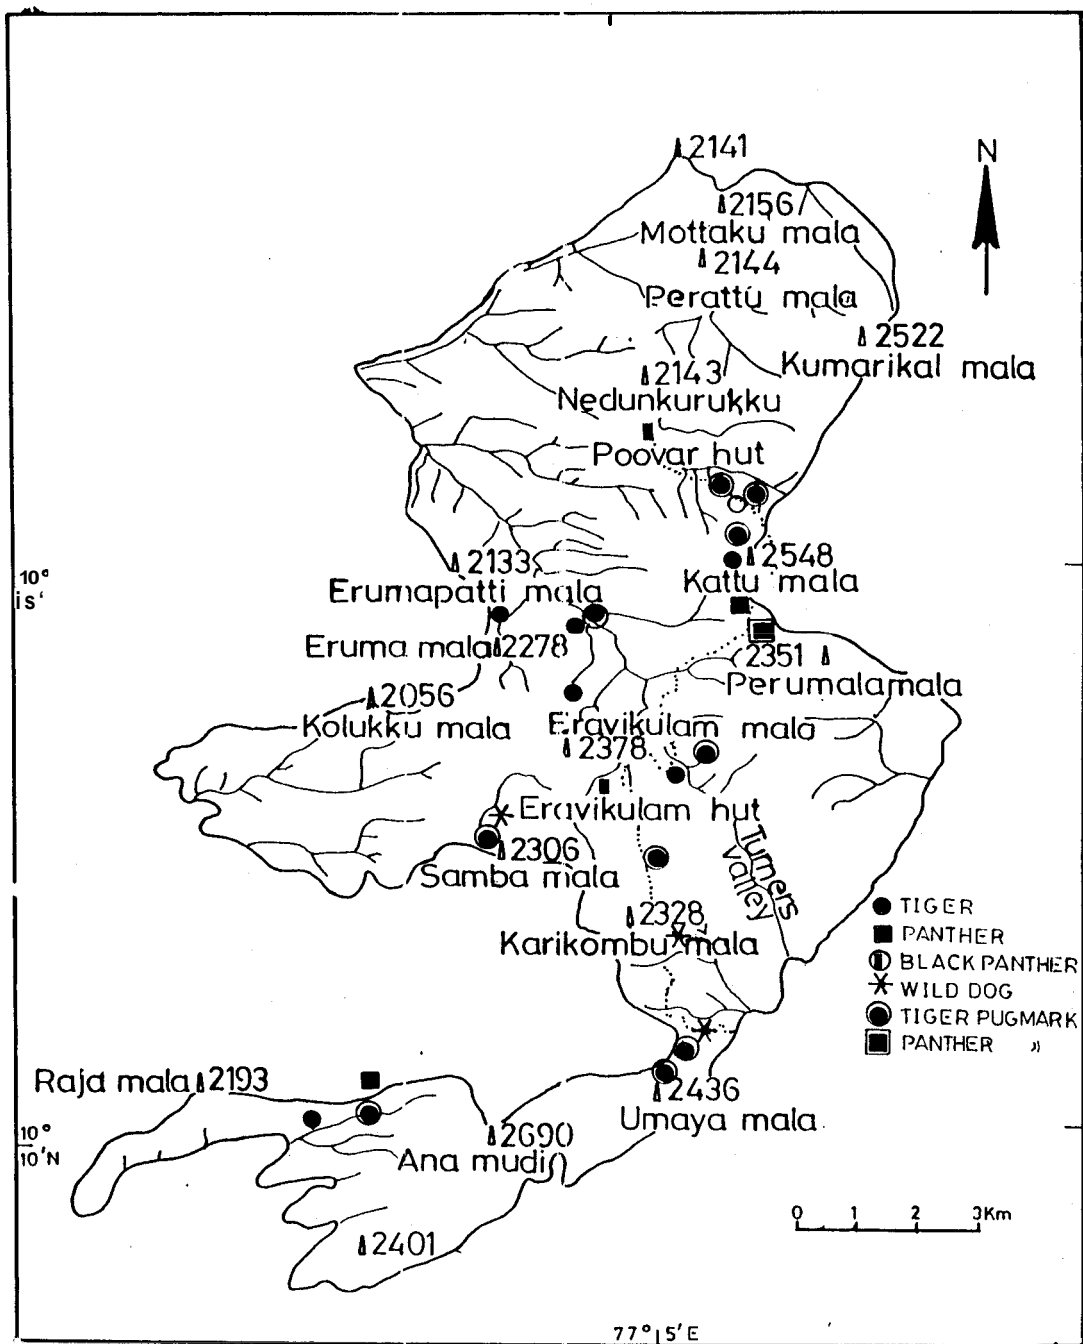 2141
N
2156
Mottaku mala
2144
Perattu mala
2522
Kumarikal mala
2143
Nedunkurukku
Poovar hut
2548
Kattu mala
10°
is'
2133
Erumapatti mala
Eruma mala 2278
2351
Perumalamala
2056
Kolukku mala
Eravikulam mala
2378
Eravikulam hut
2306
Samba mala
Turners
valley
2328
Karikombu mala
TIGER
PANTHER
BLACK PANTHER
WILD DOG
TIGER PUGMARK
PANTHER "
Raja mala 2193
2436
Umaya mala
10°
10'N
2690
Ana mudi
0 1 2 3Km
2401
77° 5' E